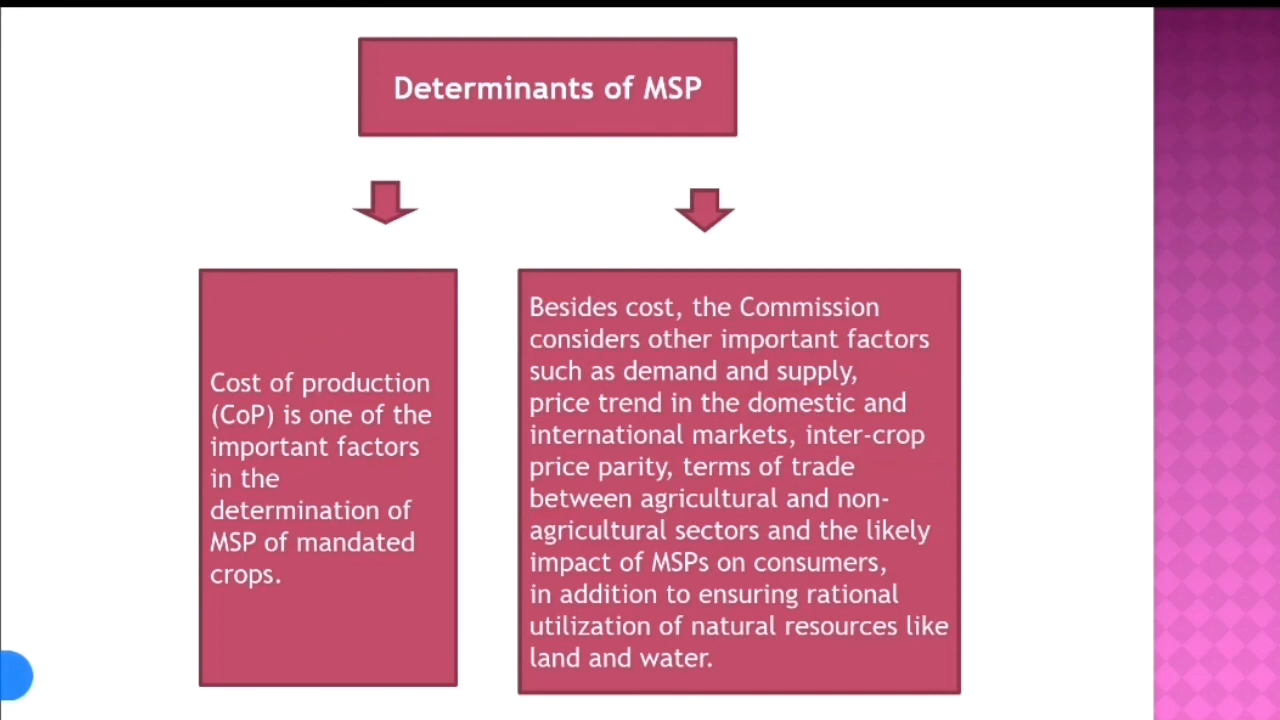 Determinants of MSP
Cost of production
(CoP) is one of the
important factors
in the
determination of
MSP of mandated
crops.
Besides cost, the Commission
considers other important factors
such as demand and supply,
price trend in the domestic and
international markets, inter-crop
price parity, terms of trade
between agricultural and non-
agricultural sectors and the likely
impact of MSPs on consumers,
in addition to ensuring rational
utilization of natural resources like
land and water.